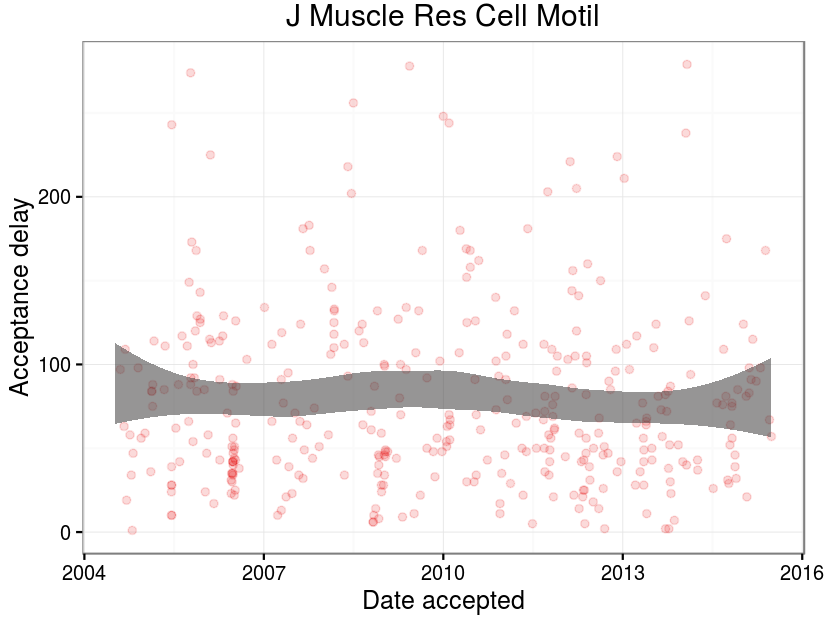 J Muscle Res Cell Motil
Acceptance delay
200
100
0
2004 2007 2010 2013 2016
Date accepted